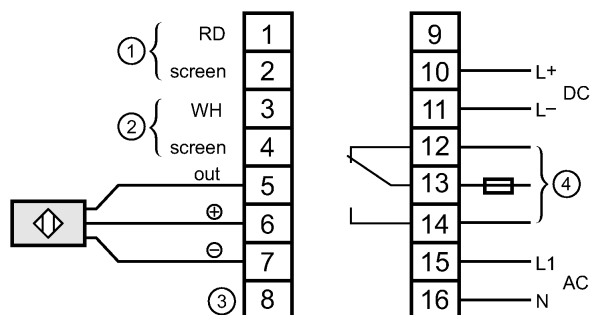 1 RD 1 9
screen 2 10 L+
DC
2 WH 3 11 L–
screen 4 12
out 5 13 4
⊕ 6 14
⊖ 7 15 L1
AC
3 8 16 N